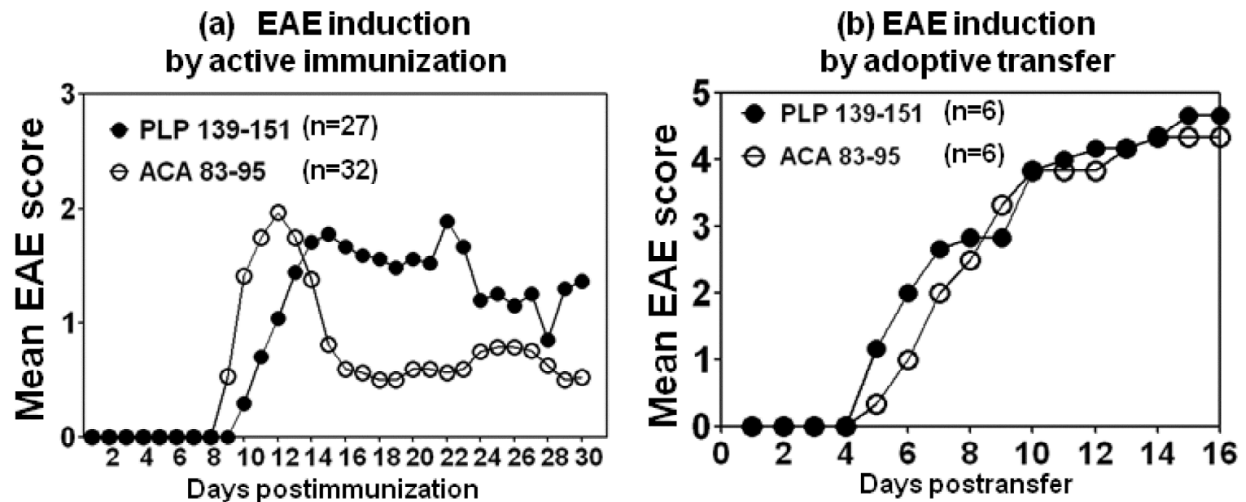 (a) EAE induction
by active immunization
Mean EAE score
3
2
1
0
PLP 139-151 (n=27)
ACA 83-95 (n=32)
2 4 6 8 10 12 14 16 18 20 22 24 26 28 30
Days postimmunization
(b) EAE induction
by adoptive transfer
Mean EAE score
5
4
3
2
1
0
PLP 139-151 (n=6)
ACA 83-95 (n=6)
0 2 4 6 8 10 12 14 16
Days postransfer